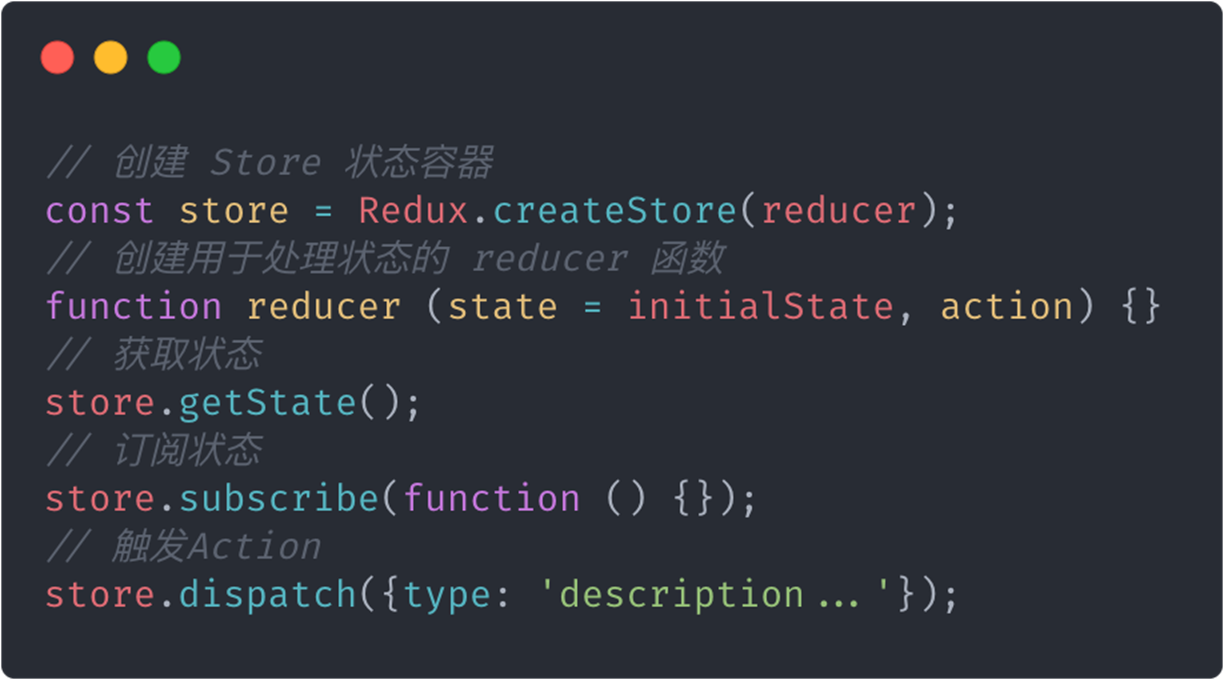 // 创建 Store 状态容器
const store = Redux.createStore(reducer);
// 创建用于处理状态的 reducer 函数
function reducer (state = initialState, action) {}
// 获取状态
store.getState();
// 订阅状态
store.subscribe(function () {});
// 触发Action
store.dispatch({type: 'description...'});